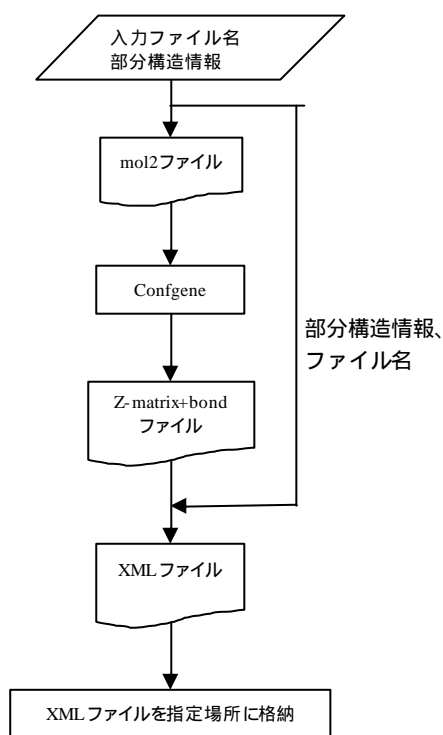 入力ファイル名
部分構造情報
mol2ファイル
Confgene
部分構造情報、
ファイル名
Z-matrix+bond
ファイル
XMLファイル
XMLファイルを指定場所に格納